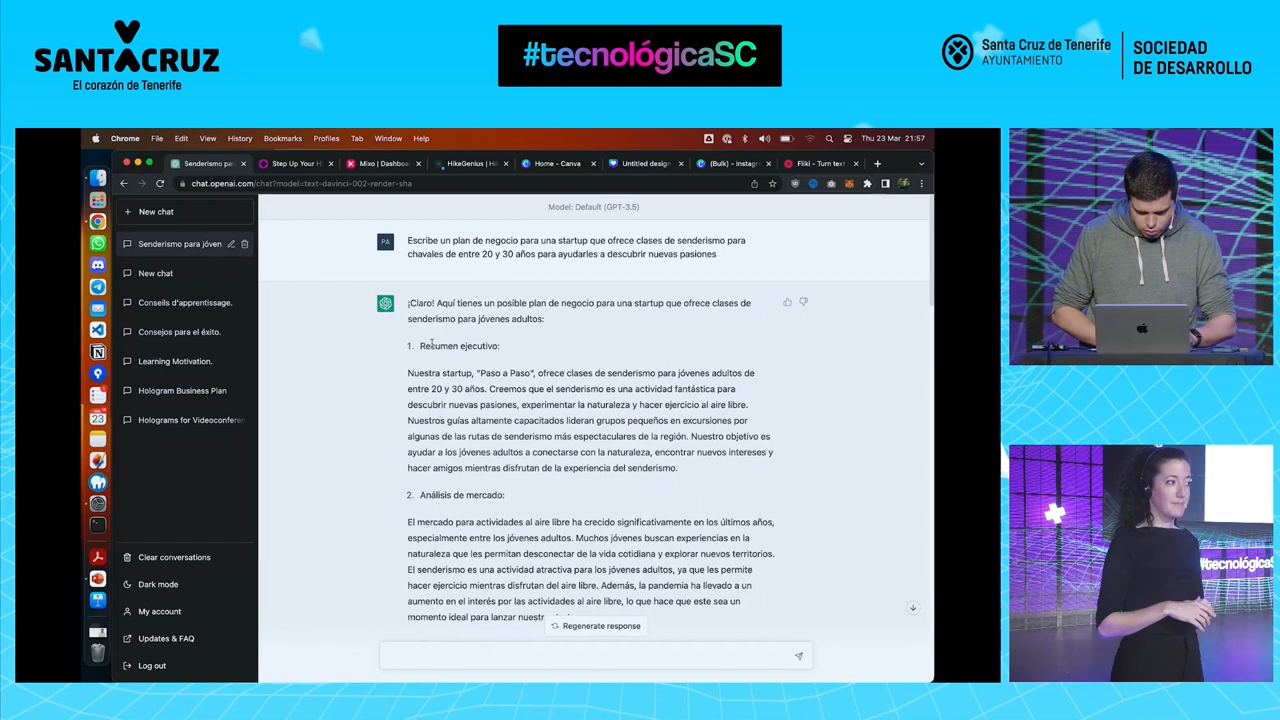 SANTACRUZ
El corazón de Tenerife
#tecnológicaSC
Santa Cruz de Tenerife
AYUNTAMIENTO
SOCIEDAD
DE DESARROLLO
Chrome File Edit View History Bookmarks Profiles Tab Window Help
Thu 23 Mar 21:57
Senderismo pa
Step Up Your H
Mixo | Dashboa
HikeGenius | Hi
Home - Canva
Untitled design
(Bulk) - Instagr
Fliki - Turn text
chat.openai.com/chat?model=text-davinci-002-render-sha
New chat
Senderismo para jóven
New chat
Conseils d'apprentissage.
Consejos para el éxito.
Learning Motivation.
Hologram Business Plan
Holograms for Videoconfere
Clear conversations
Dark mode
My account
Updates & FAQ
Log out
23
Model: Default (GPT-3.5)
PA
Escribe un plan de negocio para una startup que ofrece clases de senderismo para
chavales de entre 20 y 30 años para ayudarles a descubrir nuevas pasiones
¡Claro! Aquí tienes un posible plan de negocio para una startup que ofrece clases de
senderismo para jóvenes adultos:
1. Resumen ejecutivo:
Nuestra startup, "Paso a Paso", ofrece clases de senderismo para jóvenes adultos de
entre 20 y 30 años. Creemos que el senderismo es una actividad fantástica para
descubrir nuevas pasiones, experimentar la naturaleza y hacer ejercicio al aire libre.
Nuestros guías altamente capacitados lideran grupos pequeños en excursiones por
algunas de las rutas de senderismo más espectaculares de la región. Nuestro objetivo es
ayudar a los jóvenes adultos a conectarse con la naturaleza, encontrar nuevos intereses y
hacer amigos mientras disfrutan de la experiencia del senderismo.
2. Análisis de mercado:
El mercado para actividades al aire libre ha crecido significativamente en los últimos años,
especialmente entre los jóvenes adultos. Muchos jóvenes buscan experiencias en la
naturaleza que les permitan desconectar de la vida cotidiana y explorar nuevos territorios.
El senderismo es una actividad atractiva para los jóvenes adultos, ya que les permite
hacer ejercicio mientras disfrutan del aire libre. Además, la pandemia ha llevado a un
aumento en el interés por las actividades al aire libre, lo que hace que este sea un
momento ideal para lanzar nuestr
Regenerate response
#tecnológicaS